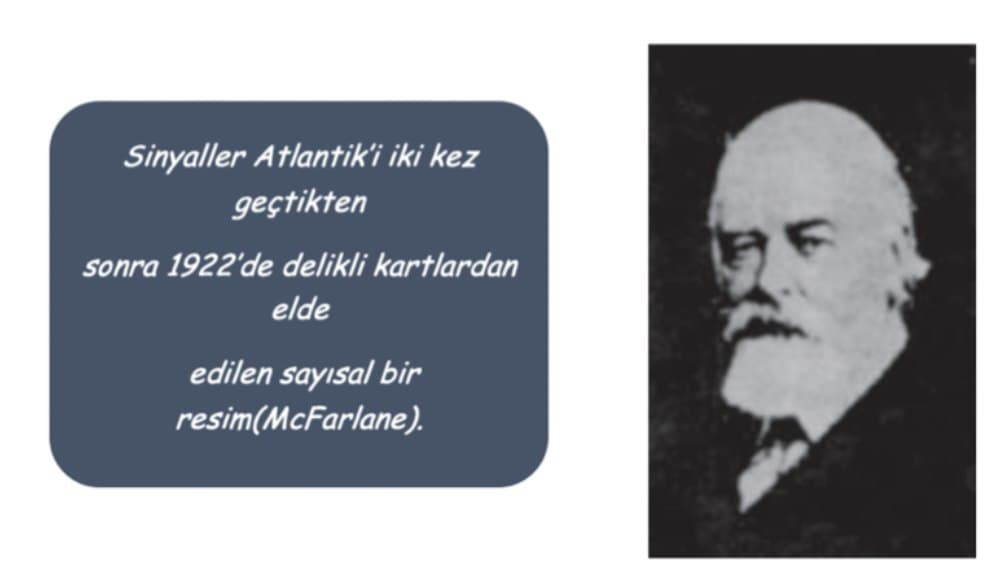 Sinyaller Atlantik'i iki kez
geçtikten
sonra 1922'de delikli kartlardan
elde
edilen sayısal bir
resim(McFarlane).